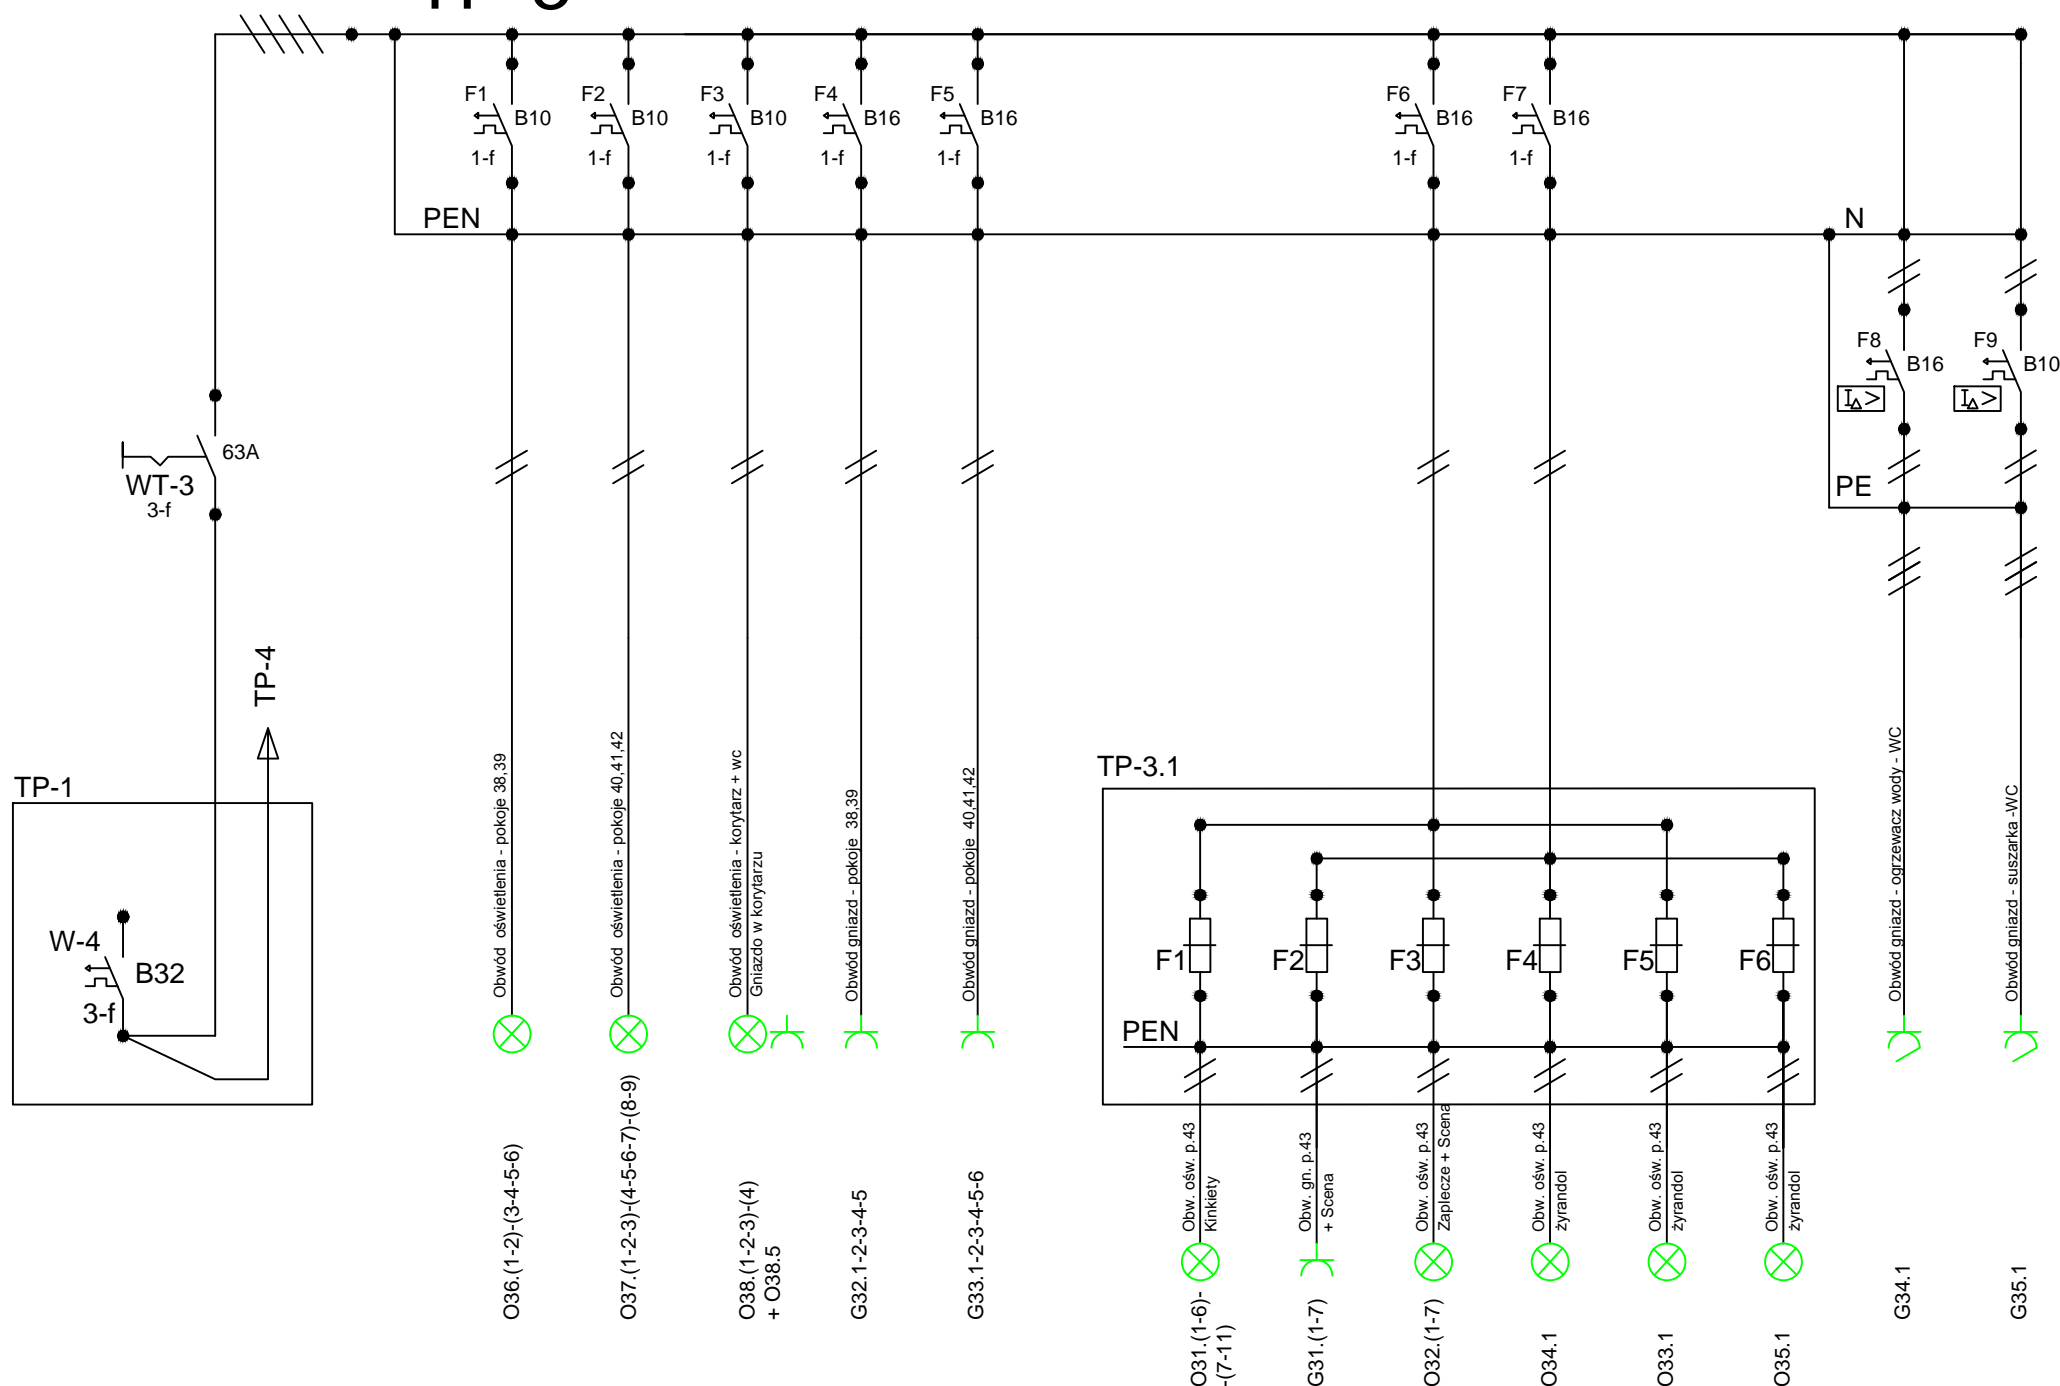 F1
B10
1-f
F2
B10
1-f
F3
B10
1-f
F4
B16
1-f
F5
B16
1-f
F6
B16
1-f
F7
B16
1-f
PEN
N
F8
B16
I∆>
F9
B10
I∆>
PE
63A
WT-3
3-f
TP-4
TP-1
W-4
B32
3-f
Obwód oświetlenia - pokoje 38,39
Obwód oświetlenia - pokoje 40,41,42
Obwód oświetlenia - korytarz + wc
Gniazdo w korytarzu
Obwód gniazd - pokoje 38,39
Obwód gniazd - pokoje 40,41,42
TP-3.1
F1
F2
F3
F4
F5
F6
PEN
Obwód gniazd - ogrzewacz wody - WC
Obwód gniazd - suszarka -WC
Obw. ośw. p.43
Kinkiety
Obw. gn. p.43
+ Scena
Obw. ośw. p.43
Zaplecze + Scena
Obw. ośw. p.43
żyrandol
Obw. ośw. p.43
żyrandol
Obw. ośw. p.43
żyrandol
O36.(1-2)-(3-4-5-6)
O37.(1-2-3)-(4-5-6-7)-(8-9)
O38.(1-2-3)-(4)
+ O38.5
G32.1-2-3-4-5
G33.1-2-3-4-5-6
O31.(1-6)-
-(7-11)
G31.(1-7)
O32.(1-7)
O34.1
O33.1
O35.1
G34.1
G35.1